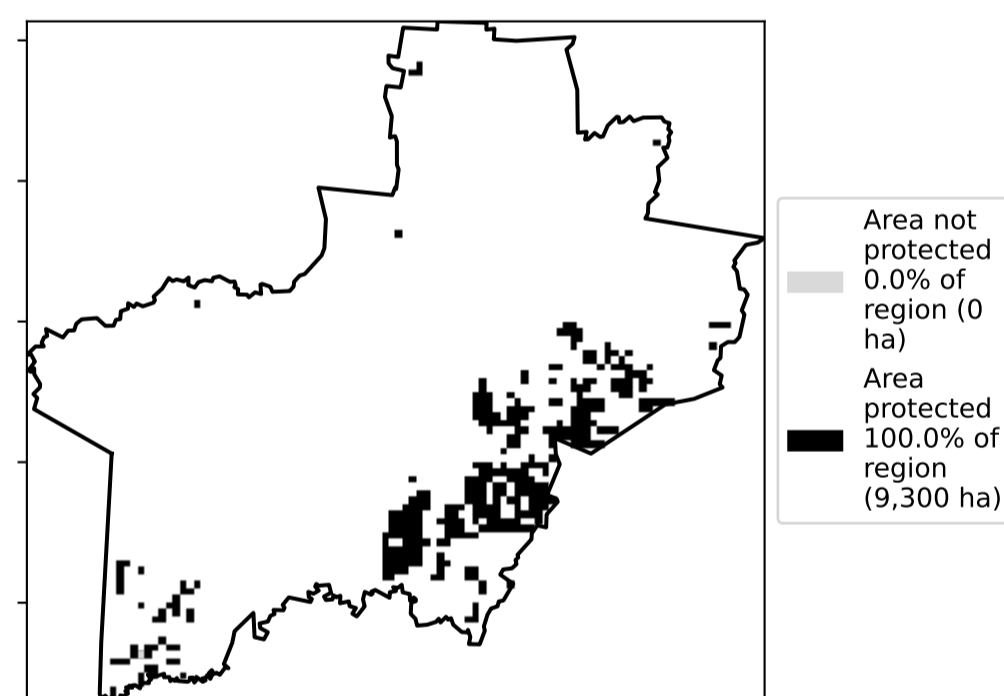 Area not
protected
0.0% of
region (0
ha)
Area
protected
100.0% of
region
(9,300 ha)